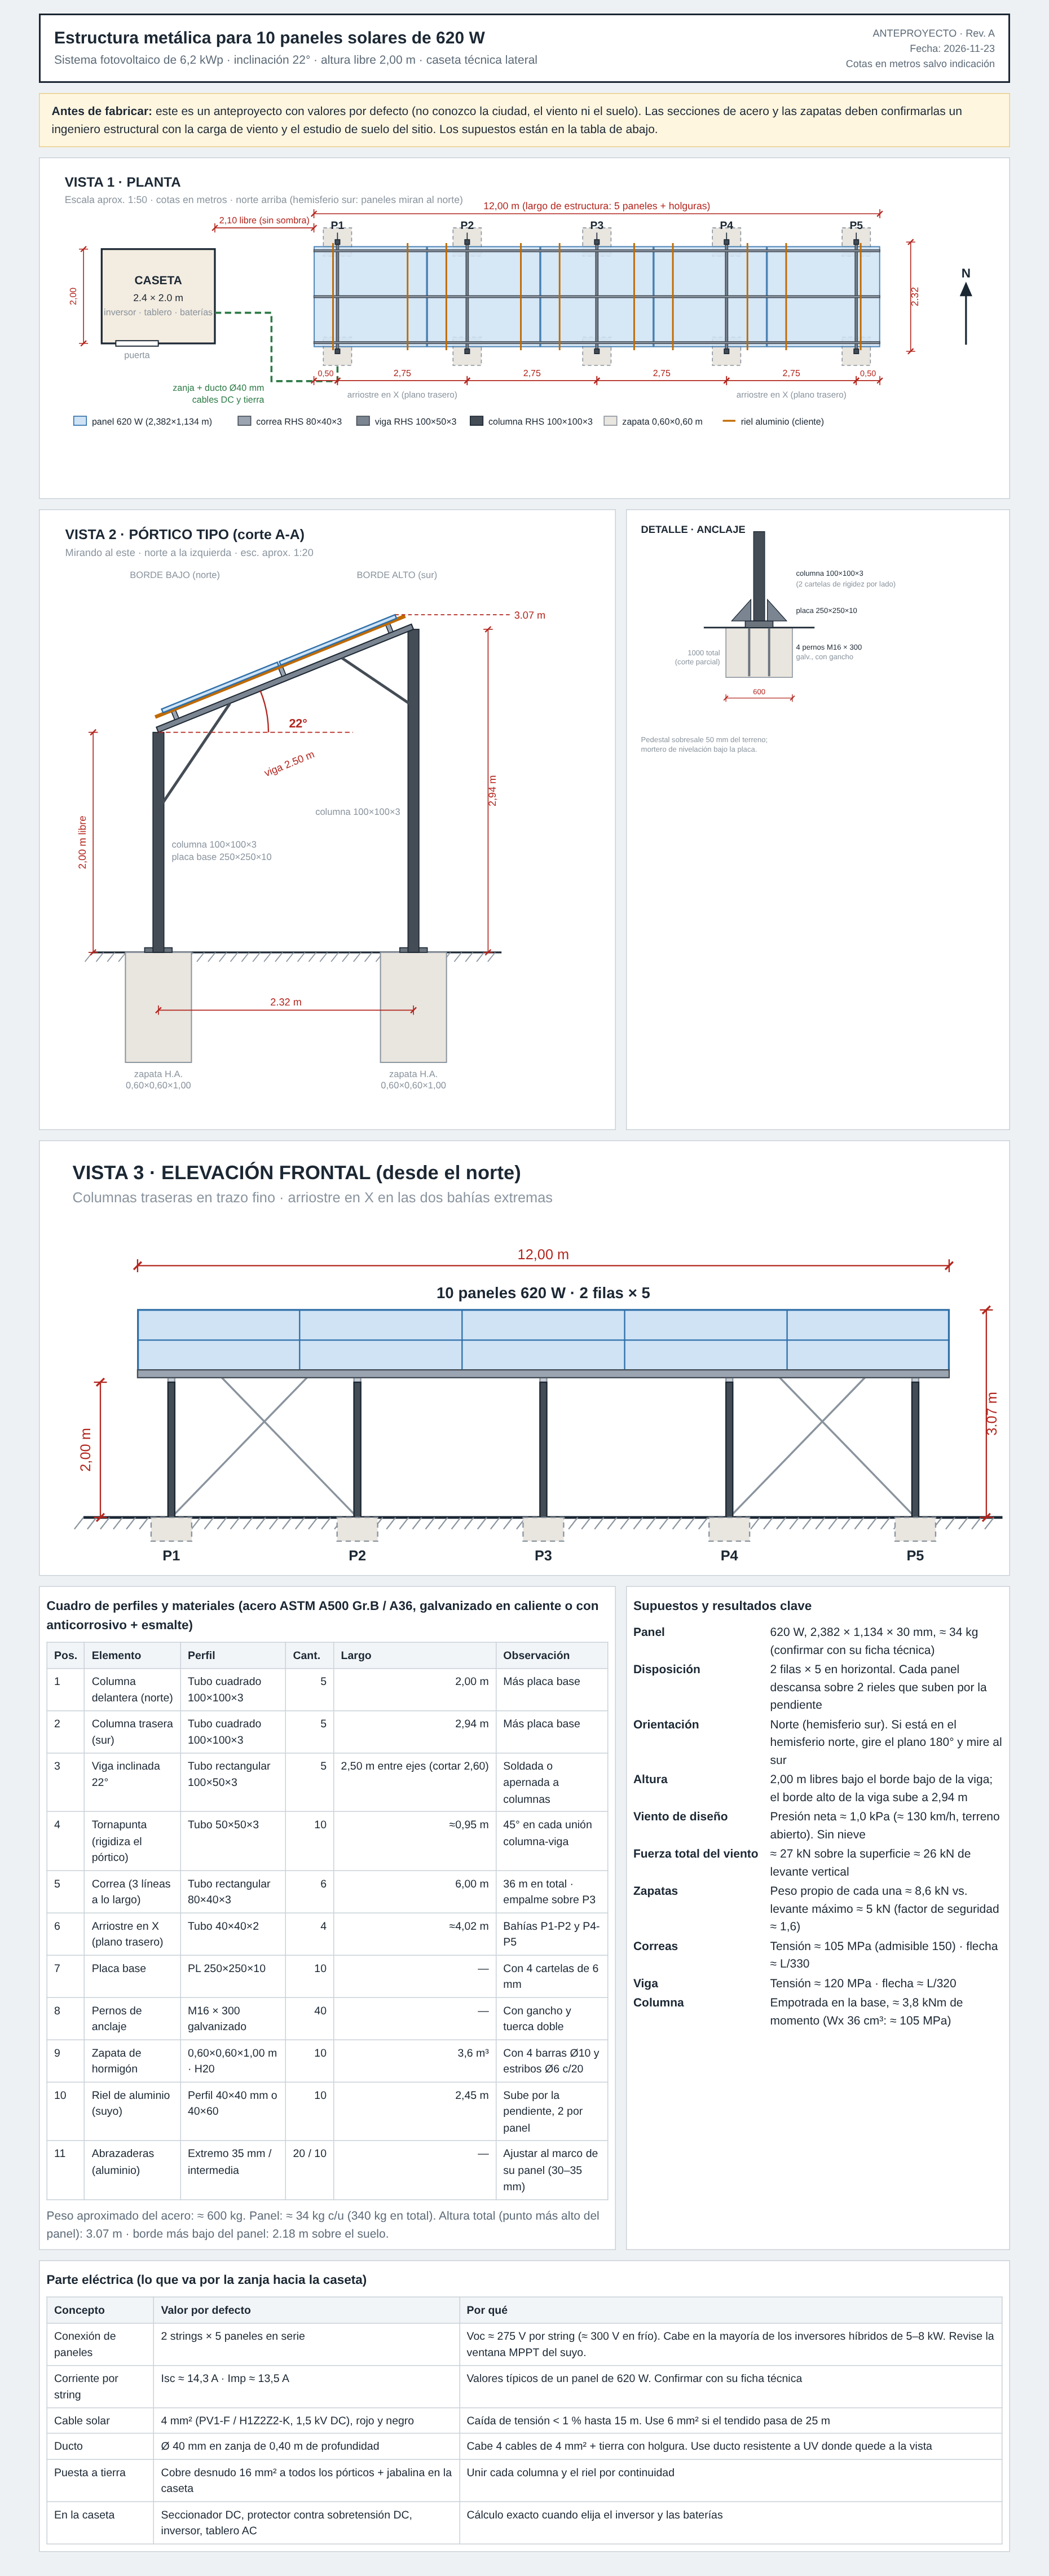 Estructura metálica para 10 paneles solares de 620 W
Sistema fotovoltaico de 6,2 kWp · inclinación 22° · altura libre 2,00 m · caseta técnica lateral
ANTEPROYECTO · Rev. A
Fecha: 2026-11-23
Cotas en metros salvo indicación
Antes de fabricar: este es un anteproyecto con valores por defecto (no conozco la ciudad, el viento ni el suelo). Las secciones de acero y las zapatas deben confirmarlas un
ingeniero estructural con la carga de viento y el estudio de suelo del sitio. Los supuestos están en la tabla de abajo.
VISTA 1 · PLANTA
Escala aprox. 1:50 · cotas en metros · norte arriba (hemisferio sur: paneles miran al norte)
12,00 m (largo de estructura: 5 paneles + holguras)
2,10 libre (sin sombra)
P1
P2
P3
P4
P5
2,00
CASETA
2.4 × 2.0 m
inversor · tablero · baterías
puerta
2.32
N
zanja + ducto Ø40 mm
cables DC y tierra
0,50
2,75
2,75
2,75
2,75
0,50
arriostre en X (plano trasero)
arriostre en X (plano trasero)
panel 620 W (2,382×1,134 m)
correa RHS 80×40×3
viga RHS 100×50×3
columna RHS 100×100×3
zapata 0,60×0,60 m
riel aluminio (cliente)
VISTA 2 · PÓRTICO TIPO (corte A-A)
Mirando al este · norte a la izquierda · esc. aprox. 1:20
BORDE BAJO (norte)
BORDE ALTO (sur)
3.07 m
22°
viga 2.50 m
2,94 m
columna 100×100×3
2,00 m libre
columna 100×100×3
placa base 250×250×10
2.32 m
zapata H.A.
0,60×0,60×1,00
zapata H.A.
0,60×0,60×1,00
DETALLE · ANCLAJE
columna 100×100×3
(2 cartelas de rigidez por lado)
placa 250×250×10
1000 total
(corte parcial)
4 pernos M16 × 300
galv., con gancho
600
Pedestal sobresale 50 mm del terreno;
mortero de nivelación bajo la placa.
VISTA 3 · ELEVACIÓN FRONTAL (desde el norte)
Columnas traseras en trazo fino · arriostre en X en las dos bahías extremas
12,00 m
10 paneles 620 W · 2 filas × 5
2,00 m
3.07 m
P1
P2
P3
P4
P5
Cuadro de perfiles y materiales (acero ASTM A500 Gr.B / A36, galvanizado en caliente o con
anticorrosivo + esmalte)
Pos. Elemento Perfil Cant. Largo Observación
1 Columna delantera (norte) Tubo cuadrado 100×100×3 5 2,00 m Más placa base
2 Columna trasera (sur) Tubo cuadrado 100×100×3 5 2,94 m Más placa base
3 Viga inclinada 22° Tubo rectangular 100×50×3 5 2,50 m entre ejes (cortar 2,60) Soldada o apernada a columnas
4 Tornapunta (rigidiza el pórtico) Tubo 50×50×3 10 ≈0,95 m 45° en cada unión columna-viga
5 Correa (3 líneas a lo largo) Tubo rectangular 80×40×3 6 6,00 m 36 m en total · empalme sobre P3
6 Arriostre en X (plano trasero) Tubo 40×40×2 4 ≈4,02 m Bahías P1-P2 y P4-P5
7 Placa base PL 250×250×10 10 — Con 4 cartelas de 6 mm
8 Pernos de anclaje M16 × 300 galvanizado 40 — Con gancho y tuerca doble
9 Zapata de hormigón 0,60×0,60×1,00 m · H20 10 3,6 m³ Con 4 barras Ø10 y estribos Ø6 c/20
10 Riel de aluminio (suyo) Perfil 40×40 mm o 40×60 10 2,45 m Sube por la pendiente, 2 por panel
11 Abrazaderas (aluminio) Extremo 35 mm / intermedia 20 / 10 — Ajustar al marco de su panel (30–35 mm)
Peso aproximado del acero: ≈ 600 kg. Panel: ≈ 34 kg c/u (340 kg en total). Altura total (punto más alto del
panel): 3.07 m · borde más bajo del panel: 2.18 m sobre el suelo.
Supuestos y resultados clave
Panel 620 W, 2,382 × 1,134 × 30 mm, ≈ 34 kg
(confirmar con su ficha técnica)
Disposición 2 filas × 5 en horizontal. Cada panel
descansa sobre 2 rieles que suben por la
pendiente
Orientación Norte (hemisferio sur). Si está en el
hemisferio norte, gire el plano 180° y mire al
sur
Altura 2,00 m libres bajo el borde bajo de la viga;
el borde alto de la viga sube a 2,94 m
Viento de diseño Presión neta ≈ 1,0 kPa (≈ 130 km/h, terreno
abierto). Sin nieve
Fuerza total del viento ≈ 27 kN sobre la superficie ≈ 26 kN de
levante vertical
Zapatas Peso propio de cada una ≈ 8,6 kN vs.
levante máximo ≈ 5 kN (factor de seguridad
≈ 1,6)
Correas Tensión ≈ 105 MPa (admisible 150) · flecha
≈ L/330
Viga Tensión ≈ 120 MPa · flecha ≈ L/320
Columna Empotrada en la base, ≈ 3,8 kNm de
momento (Wx 36 cm³: ≈ 105 MPa)
Parte eléctrica (lo que va por la zanja hacia la caseta)
Concepto Valor por defecto Por qué
Conexión de paneles 2 strings × 5 paneles en serie Voc ≈ 275 V por string (≈ 300 V en frío). Cabe en la mayoría de los inversores híbridos de 5–8 kW. Revise la ventana MPPT del suyo.
Corriente por string Isc ≈ 14,3 A · Imp ≈ 13,5 A Valores típicos de un panel de 620 W. Confirmar con su ficha técnica
Cable solar 4 mm² (PV1-F / H1Z2Z2-K, 1,5 kV DC), rojo y negro Caída de tensión < 1 % hasta 15 m. Use 6 mm² si el tendido pasa de 25 m
Ducto Ø 40 mm en zanja de 0,40 m de profundidad Cabe 4 cables de 4 mm² + tierra con holgura. Use ducto resistente a UV donde quede a la vista
Puesta a tierra Cobre desnudo 16 mm² a todos los pórticos + jabalina en la caseta Unir cada columna y el riel por continuidad
En la caseta Seccionador DC, protector contra sobretensión DC, inversor, tablero AC Cálculo exacto cuando elija el inversor y las baterías